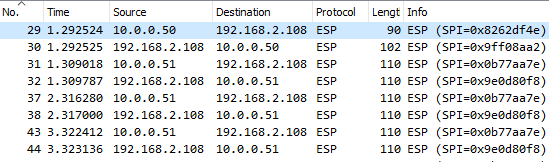 No. Time Source Destination Protocol Lengt Info
29 1.292524 10.0.0.50 192.168.2.108 ESP 90 ESP (SPI=0x8262df4e)
30 1.292525 192.168.2.108 10.0.0.50 ESP 102 ESP (SPI=0x9ff08aa2)
31 1.309018 192.168.2.108 10.0.0.51 ESP 110 ESP (SPI=0x0b77aa7e)
32 1.309787 10.0.0.51 192.168.2.108 ESP 110 ESP (SPI=0x9e0d80f8)
37 2.316280 192.168.2.108 10.0.0.51 ESP 110 ESP (SPI=0x0b77aa7e)
38 2.317000 10.0.0.51 192.168.2.108 ESP 110 ESP (SPI=0x9e0d80f8)
43 3.322412 192.168.2.108 10.0.0.51 ESP 110 ESP (SPI=0x0b77aa7e)
44 3.323136 10.0.0.51 192.168.2.108 ESP 110 ESP (SPI=0x9e0d80f8)